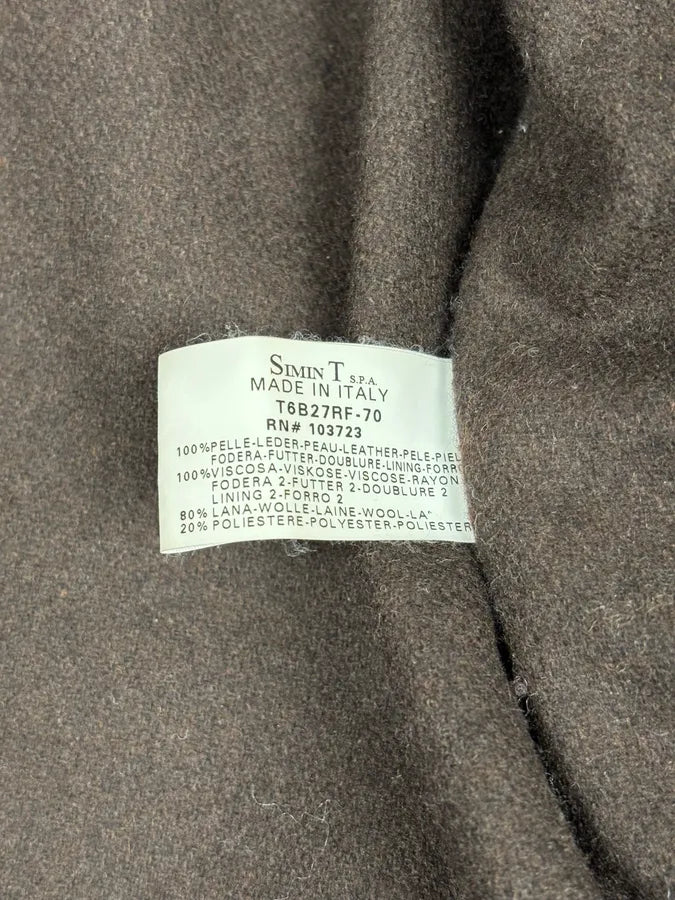 SIMIN T S.P.A.
MADE IN ITALY
T6B27RF-70
RN# 103723
100% PELLE-LEDER-PEAU-LEATHER-PELE-PIEL
FODERA-FUTTER-DOUBLURE-LINING-FORRO
100% VISCOSA-VISKOSE-VISCOSE-RAYON
FODERA 2-FUTTER 2-DOUBLURE 2
LINING 2-FORRO 2
80% LANA-WOLLE-LAINE-WOOL-
20% POLIESTERE-POLYESTER-POLIESTER